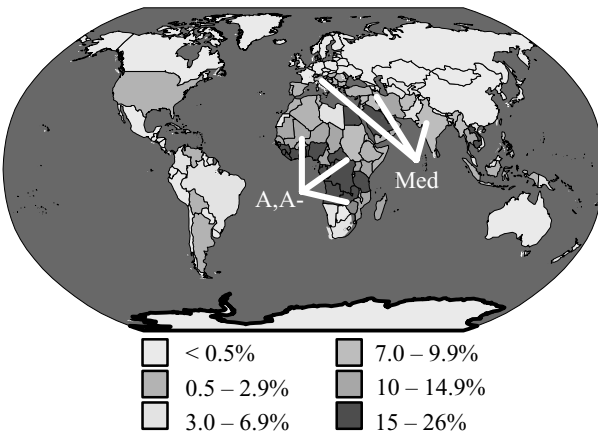 Med
A,A-
< 0.5%
0.5 – 2.9%
3.0 – 6.9%
7.0 – 9.9%
10 – 14.9%
15 – 26%